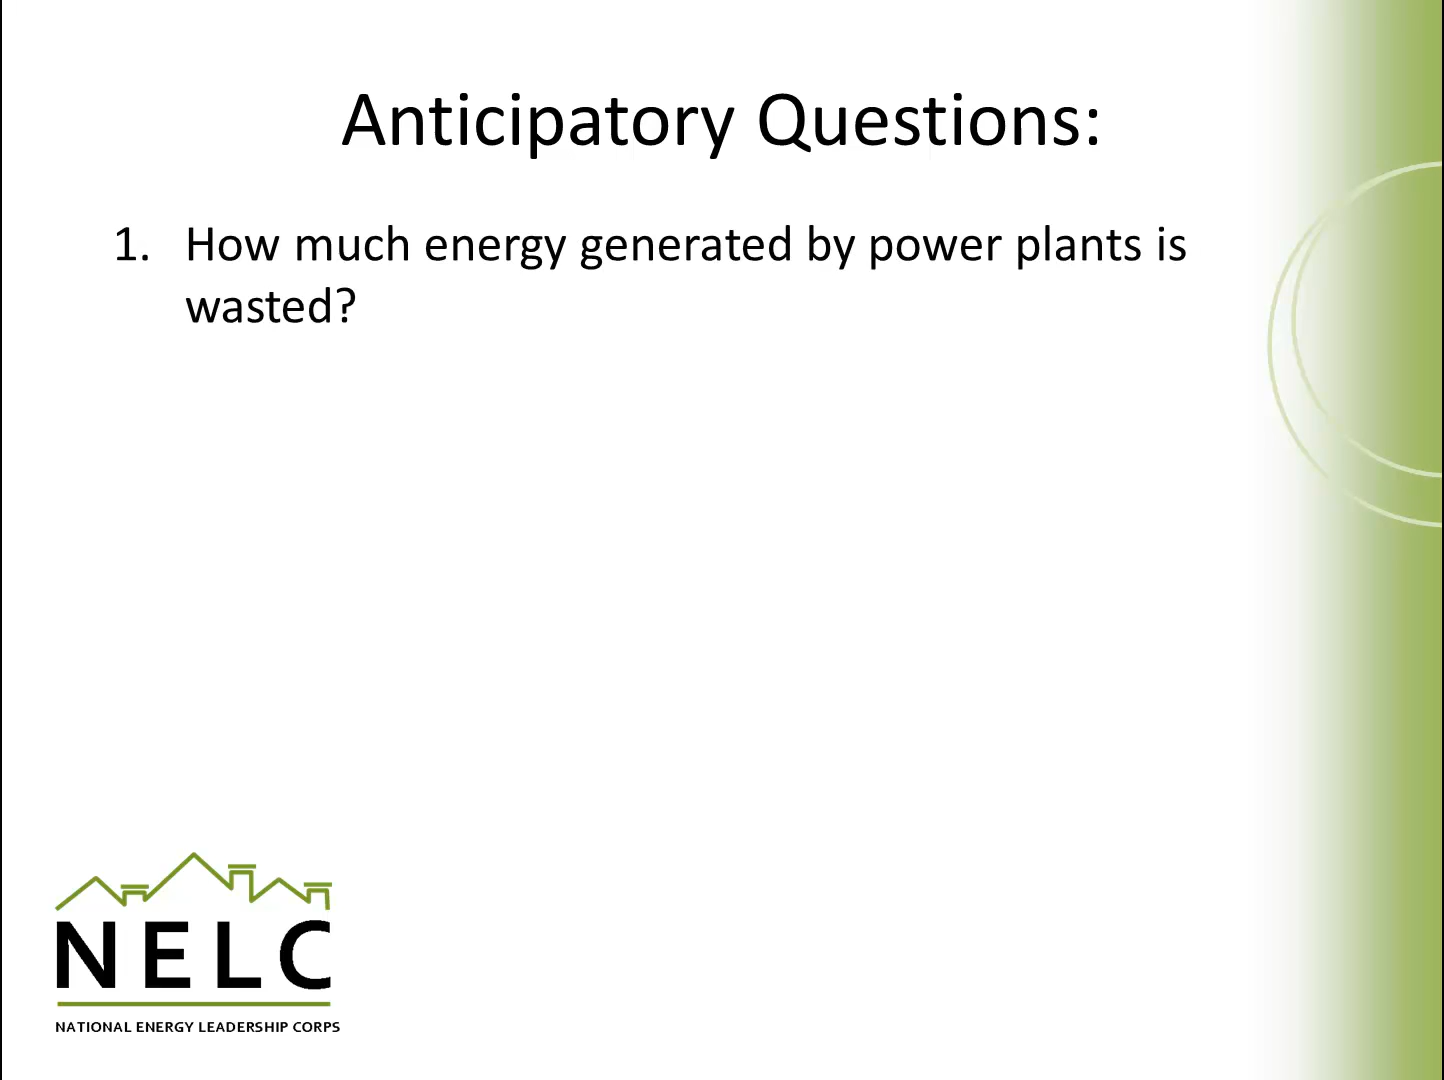 Anticipatory Questions:
1. How much energy generated by power plants is
wasted?
NELC
NATIONAL ENERGY LEADERSHIP CORPS